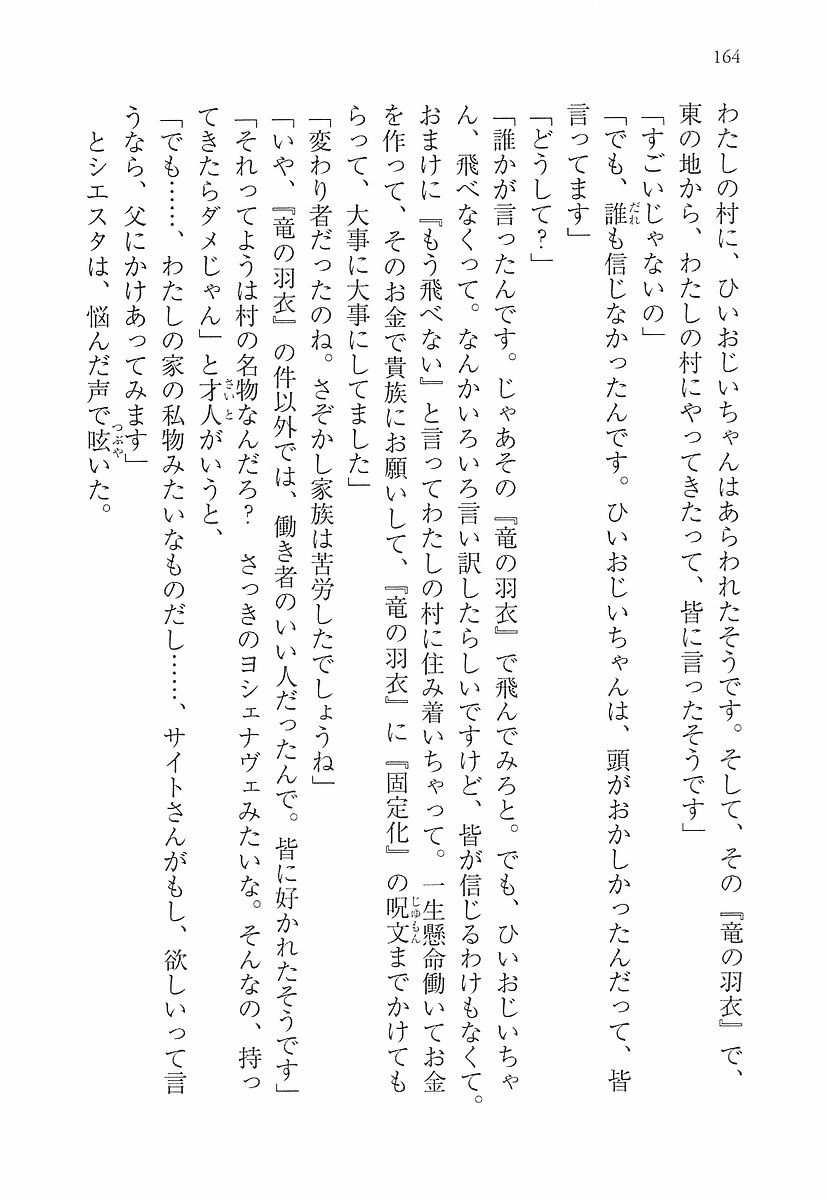 164
わたしの村に、ひいおじいちゃんはあらわれたそうです。そして、その『竜の羽衣』で、
東の地から、わたしの村にやってきたって、皆に言ったそうです」
「すごいじゃないの」
「でも、誰も信じなかったんです。ひいおじいちゃんは、頭がおかしかったんだって、皆
言ってます」
「どうして?」
「誰かが言ったんです。じゃあその『竜の羽衣』で飛んでみろと。でも、ひいおじいちゃ
ん、飛べなくって。なんかいろいろ言い訳したらしいですけど、皆が信じるわけもなくて。
おまけに『もう飛べない』と言ってわたしの村に住み着いちゃって。一生懸命働いてお金
を作って、そのお金で貴族にお願いして、『竜の羽衣』に『固定化』の呪文までかけても
らって、大事に大事にしてました」
「変わり者だったのね。さぞかし家族は苦労したでしょうね」
「いや、『竜の羽衣』の件以外では、働き者のいい人だったんで。皆に好かれたそうです」
「それってようは村の名物なんだろ? さっきのヨシェナヴェみたいな。そんなの、持っ
てきたらダメじゃん」と才人がいうと、
「でも……、わたしの家の私物みたいなものだし……、サイトさんがもし、欲しいって言
うなら、父にかけあってみます」
とシエスタは、悩んだ声で呟いた。